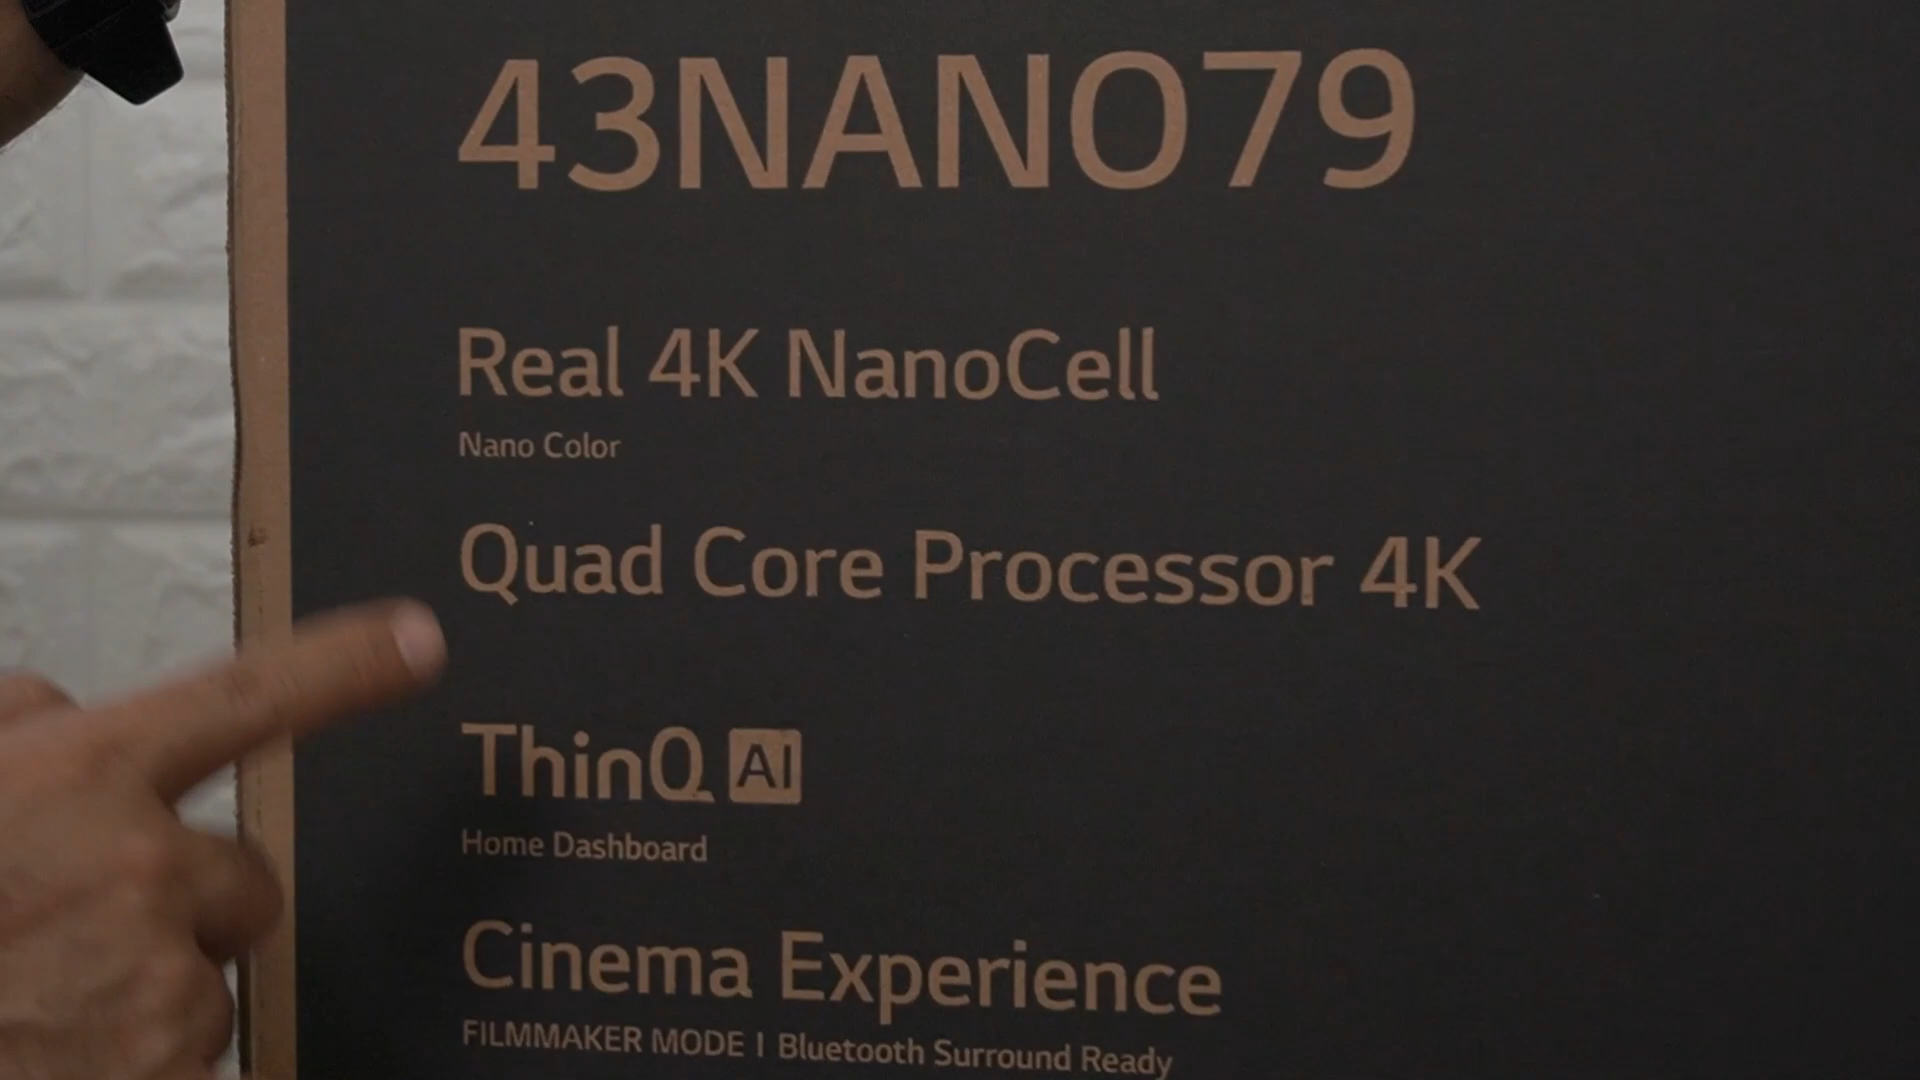 43NANO79
Real 4K NanoCell
Nano Color
Quad Core Processor 4K
ThinQ AI
Home Dashboard
Cinema Experience
FILMMAKER MODE I Bluetooth Surround Ready